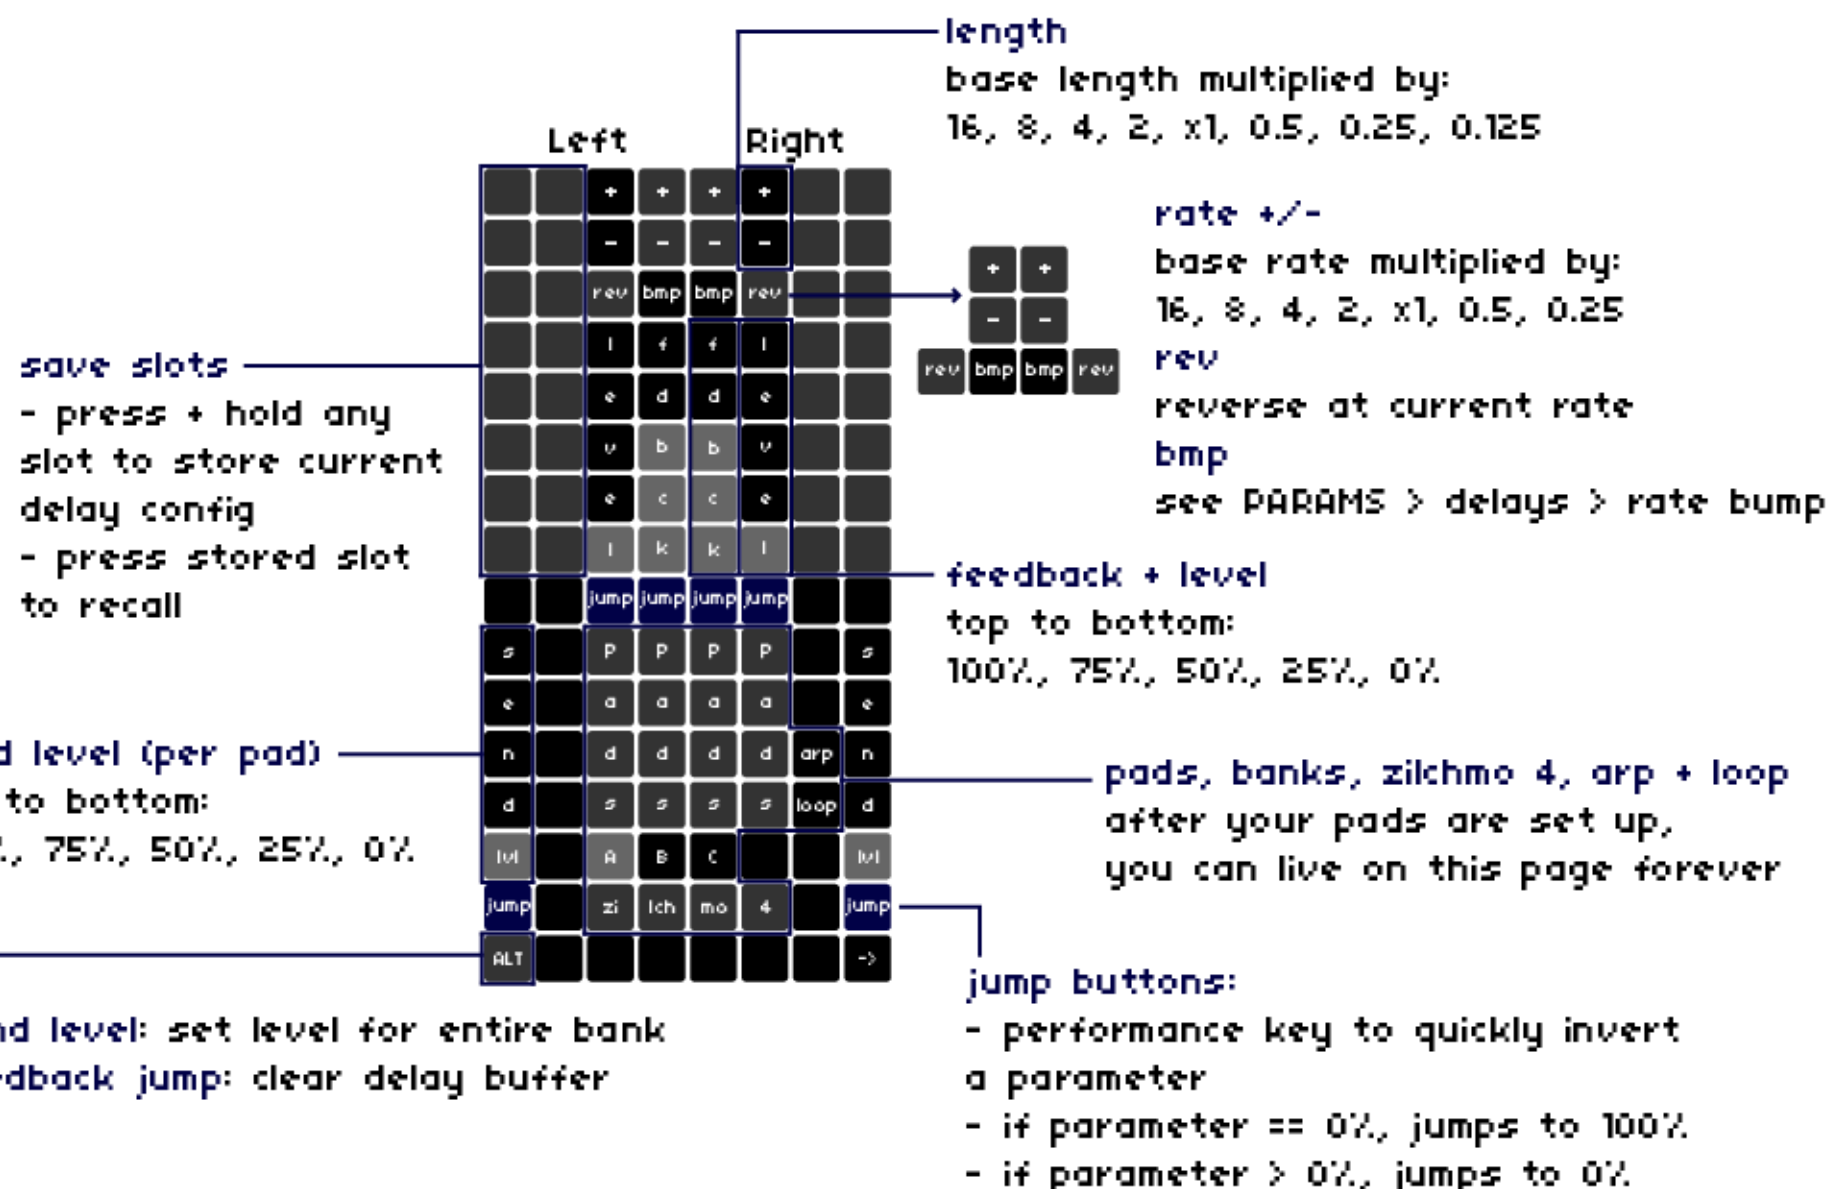 length
base length multiplied by:
16, 8, 4, 2, x1, 0.5, 0.25, 0.125
Left Right
+ + + +
- - - -
rev bmp bmp rev
l f f l
e d d e
v b b v
e c c e
l k k l
jump jump jump jump
s P P P P s
e a a a a e
n d d d d arp n
d s s s s loop d
lvl A B C lvl
jump zi lch mo 4 jump
ALT ->
rate +/-
base rate multiplied by:
16, 8, 4, 2, x1, 0.5, 0.25
rev
reverse at current rate
bmp
see PARAMS > delays > rate bump
+ +
- -
rev bmp bmp rev
save slots
- press + hold any
slot to store current
delay config
- press stored slot
to recall
feedback + level
top to bottom:
100%, 75%, 50%, 25%, 0%
d level (per pad)
to bottom:
%, 75%, 50%, 25%, 0%
pads, banks, zilchmo 4, arp + loop
after your pads are set up,
you can live on this page forever
jump buttons:
- performance key to quickly invert
a parameter
- if parameter == 0%, jumps to 100%
- if parameter > 0%, jumps to 0%
nd level: set level for entire bank
edback jump: clear delay buffer